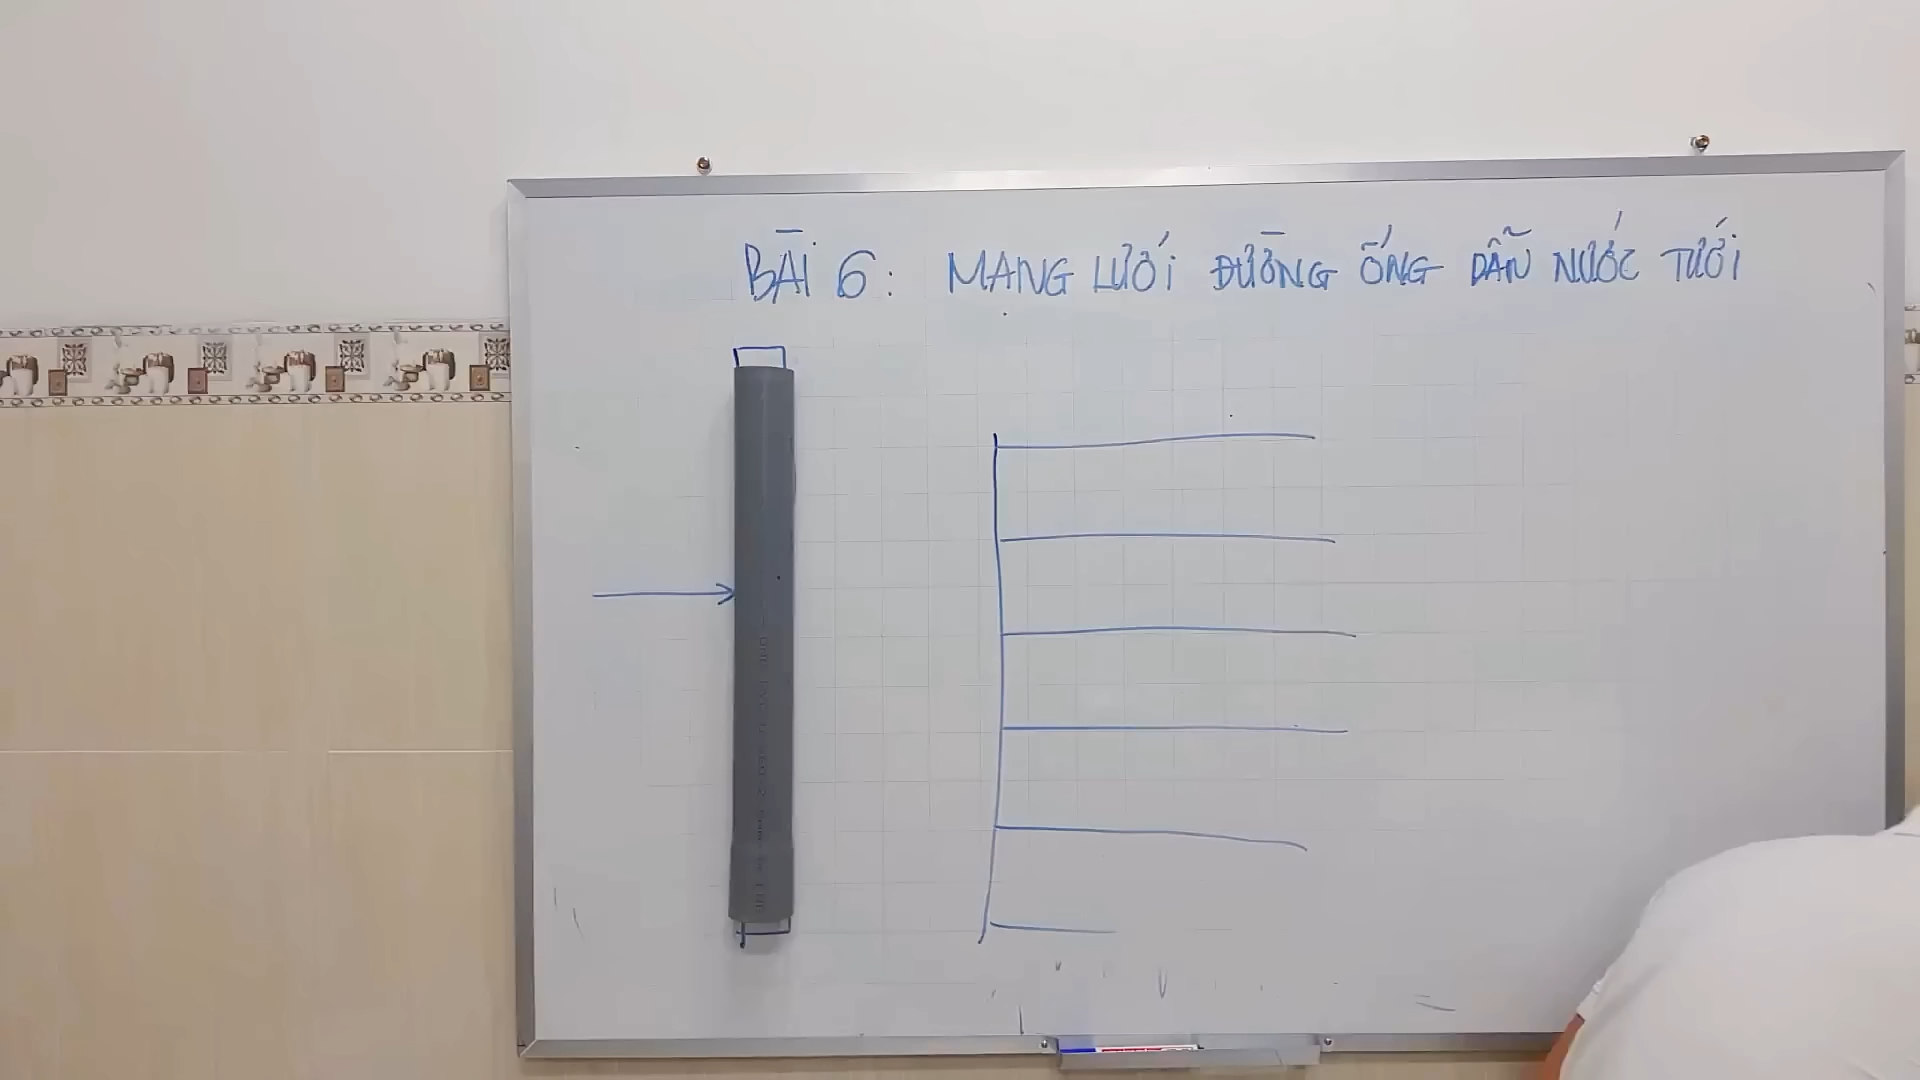 BÀI 6: MẠNG LƯỚI ĐƯỜNG ỐNG DẪN NƯỚC TƯỚI